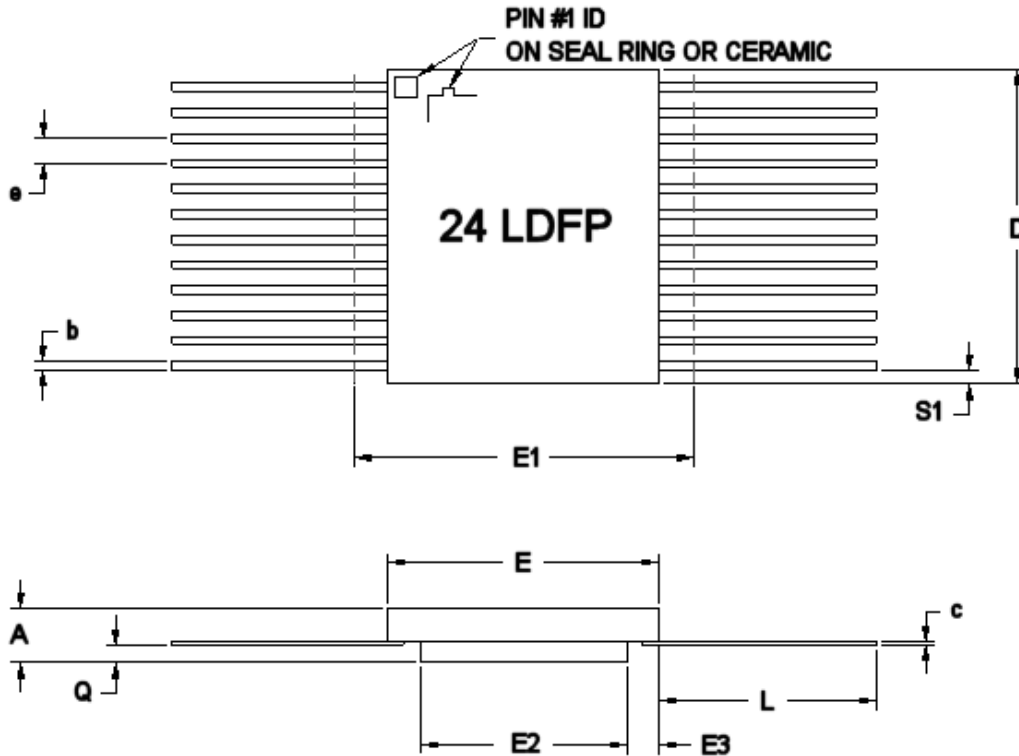 PIN #1 ID
ON SEAL RING OR CERAMIC
e
24 LDFP
D
b
S1
E1
E
A
c
Q
L
E2
E3